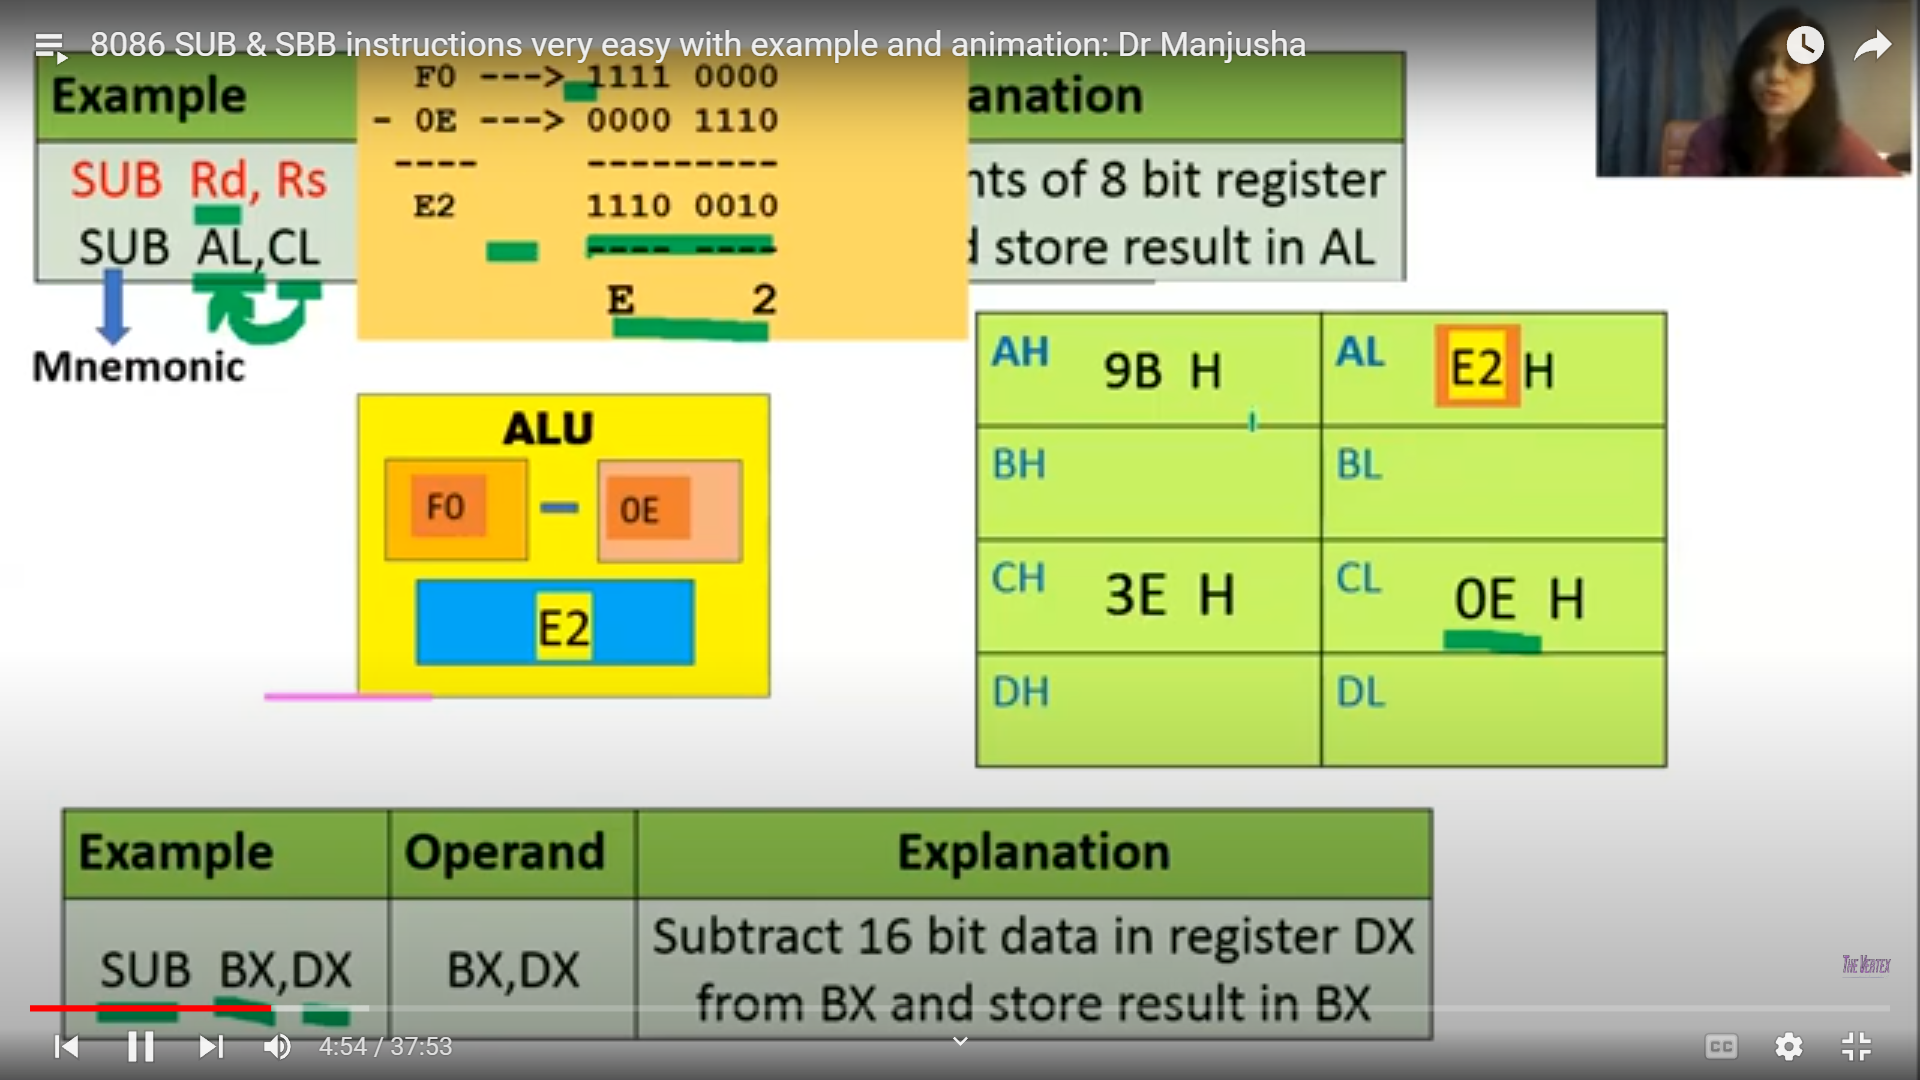 8086 SUB & SBB instructions very easy with example and animation: Dr Manjusha
Example
anation
SUB Rd, Rs
SUB AL,CL
nts of 8 bit register
store result in AL
Mnemonic
F0 ---> 1111 0000
- 0E ---> 0000 1110
---- ---------
E2 1110 0010
---- ----
E 2
ALU
F0 - 0E
E2
AH 9B H AL E2 H
BH BL
CH 3E H CL 0E H
DH DL
Example Operand Explanation
SUB BX,DX BX,DX Subtract 16 bit data in register DX
from BX and store result in BX
THE VERTEX
4:54 / 37:53
CC